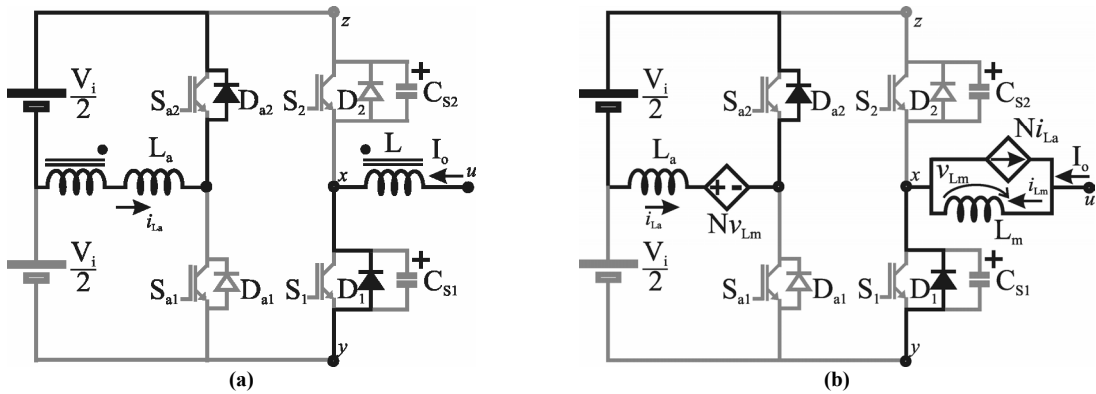 z
V_i/2
S_a2
D_a2
S_2
D_2
+
C_S2
L_a
L
I_o
u
x
i_La
V_i/2
S_a1
D_a1
S_1
D_1
+
C_S1
y
(a)
z
V_i/2
S_a2
D_a2
S_2
D_2
+
C_S2
Ni_La
L_a
v_Lm
I_o
x
i_Lm
u
+ -
i_La
Nv_Lm
L_m
V_i/2
S_a1
D_a1
S_1
D_1
+
C_S1
y
(b)